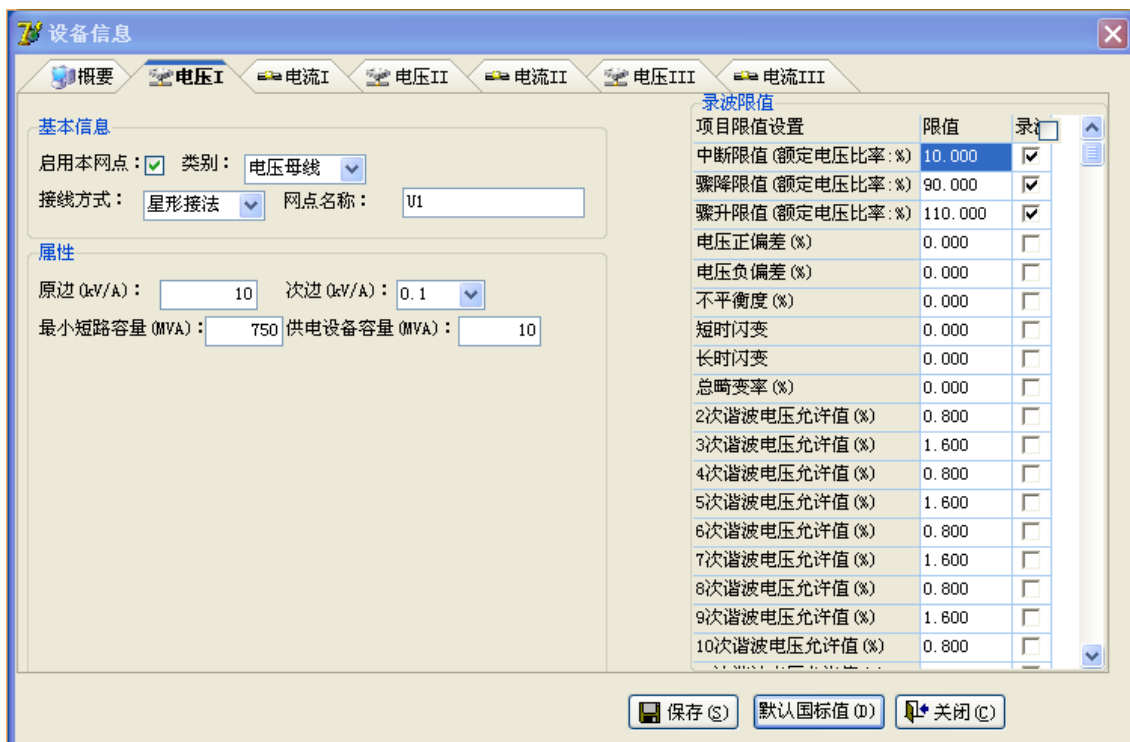 设备信息
概要 电压I 电流I 电压II 电流II 电压III 电流III
基本信息
启用本网点： 类别： 电压母线
接线方式： 星形接法 网点名称： U1
属性
原边(kV/A)： 10 次边(kV/A)： 0.1
最小短路容量(MVA)： 750 供电设备容量(MVA)： 10
录波限值
项目限值设置 限值 录
中断限值(额定电压比率:%) 10.000
骤降限值(额定电压比率:%) 90.000
骤升限值(额定电压比率:%) 110.000
电压正偏差(%) 0.000
电压负偏差(%) 0.000
不平衡度(%) 0.000
短时闪变 0.000
长时闪变 0.000
总畸变率(%) 0.000
2次谐波电压允许值(%) 0.800
3次谐波电压允许值(%) 1.600
4次谐波电压允许值(%) 0.800
5次谐波电压允许值(%) 1.600
6次谐波电压允许值(%) 0.800
7次谐波电压允许值(%) 1.600
8次谐波电压允许值(%) 0.800
9次谐波电压允许值(%) 1.600
10次谐波电压允许值(%) 0.800
保存(S) 默认国标值(D) 关闭(C)